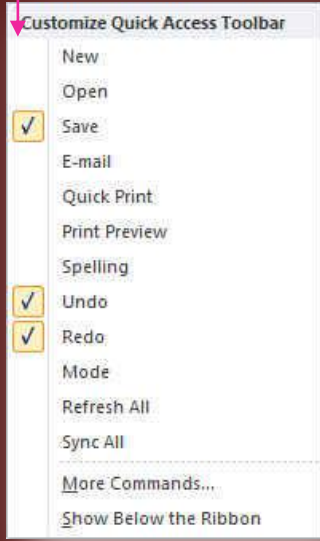 Customize Quick Access Toolbar
New
Open
Save
E-mail
Quick Print
Print Preview
Spelling
Undo
Redo
Mode
Refresh All
Sync All
More Commands...
Show Below the Ribbon